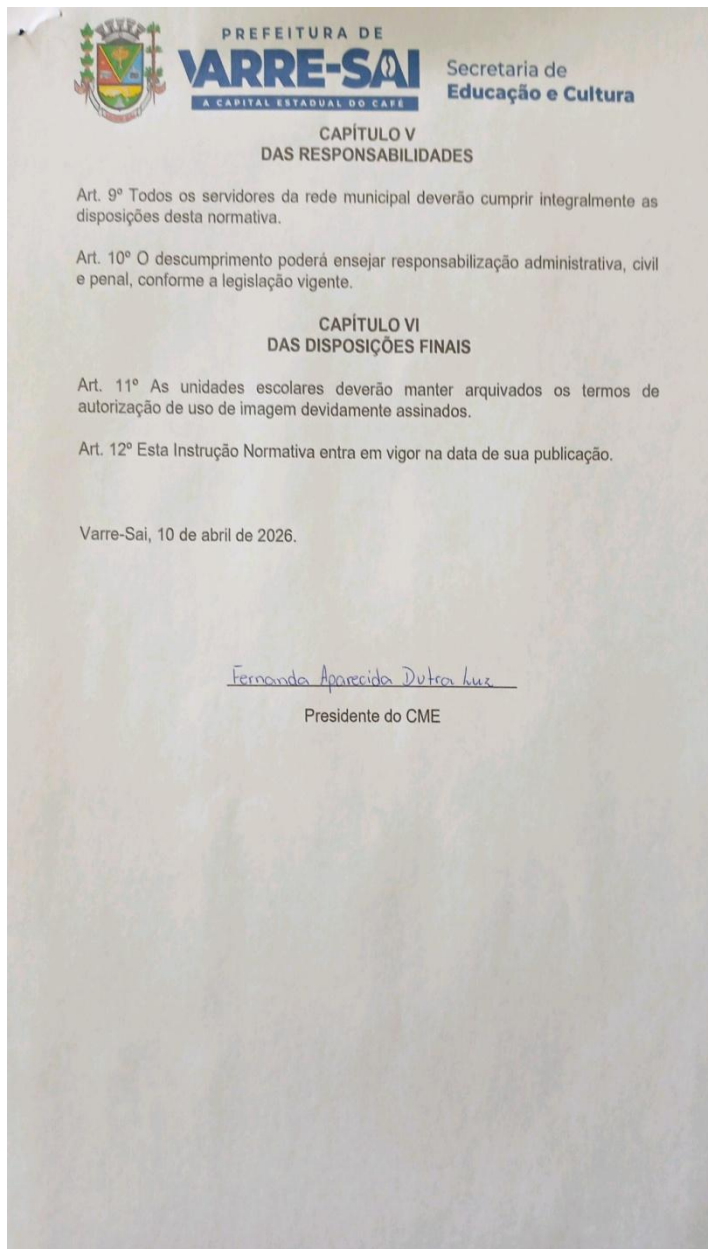 PREFEITURA DE
VARRE-SAI
A CAPITAL ESTADUAL DO CAFÉ
Secretaria de
Educação e Cultura
CAPÍTULO V
DAS RESPONSABILIDADES
Art. 9º Todos os servidores da rede municipal deverão cumprir integralmente as
disposições desta normativa.
Art. 10º O descumprimento poderá ensejar responsabilização administrativa, civil
e penal, conforme a legislação vigente.
CAPÍTULO VI
DAS DISPOSIÇÕES FINAIS
Art. 11º As unidades escolares deverão manter arquivados os termos de
autorização de uso de imagem devidamente assinados.
Art. 12º Esta Instrução Normativa entra em vigor na data de sua publicação.
Varre-Sai, 10 de abril de 2026.
Fernanda Aparecida Dutra Luz
Presidente do CME